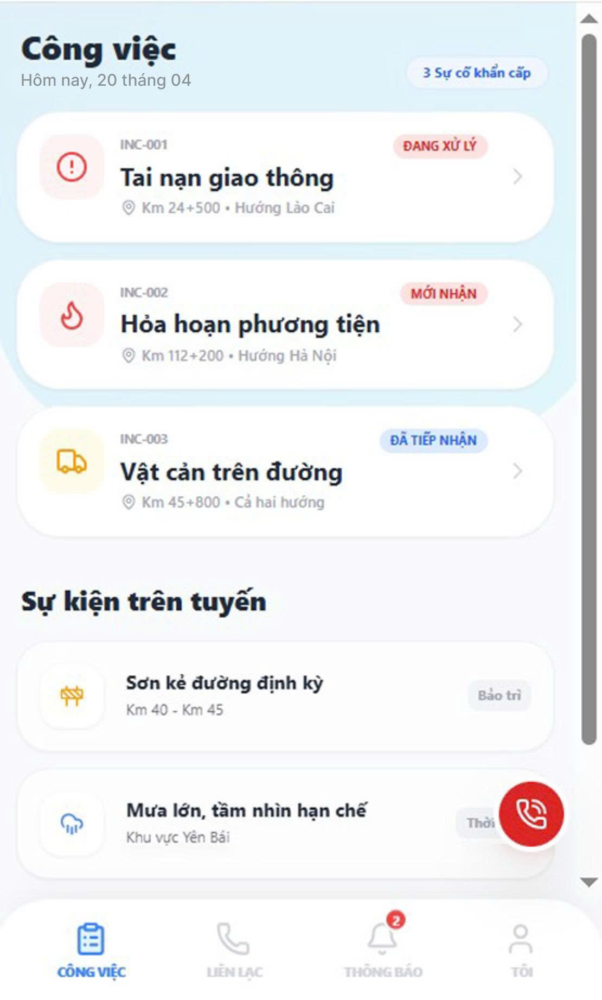 Công việc
Hôm nay, 20 tháng 04
3 Sự cố khẩn cấp
INC-001
ĐANG XỬ LÝ
Tai nạn giao thông
Km 24+500 • Hướng Lào Cai
INC-002
MỚI NHẬN
Hỏa hoạn phương tiện
Km 112+200 • Hướng Hà Nội
INC-003
ĐÃ TIẾP NHẬN
Vật cản trên đường
Km 45+800 • Cả hai hướng
Sự kiện trên tuyến
Sơn kẻ đường định kỳ
Km 40 - Km 45
Bảo trì
Mưa lớn, tầm nhìn hạn chế
Khu vực Yên Bái
Thời
2
CÔNG VIỆC
LIÊN LẠC
THÔNG BÁO
TÔI